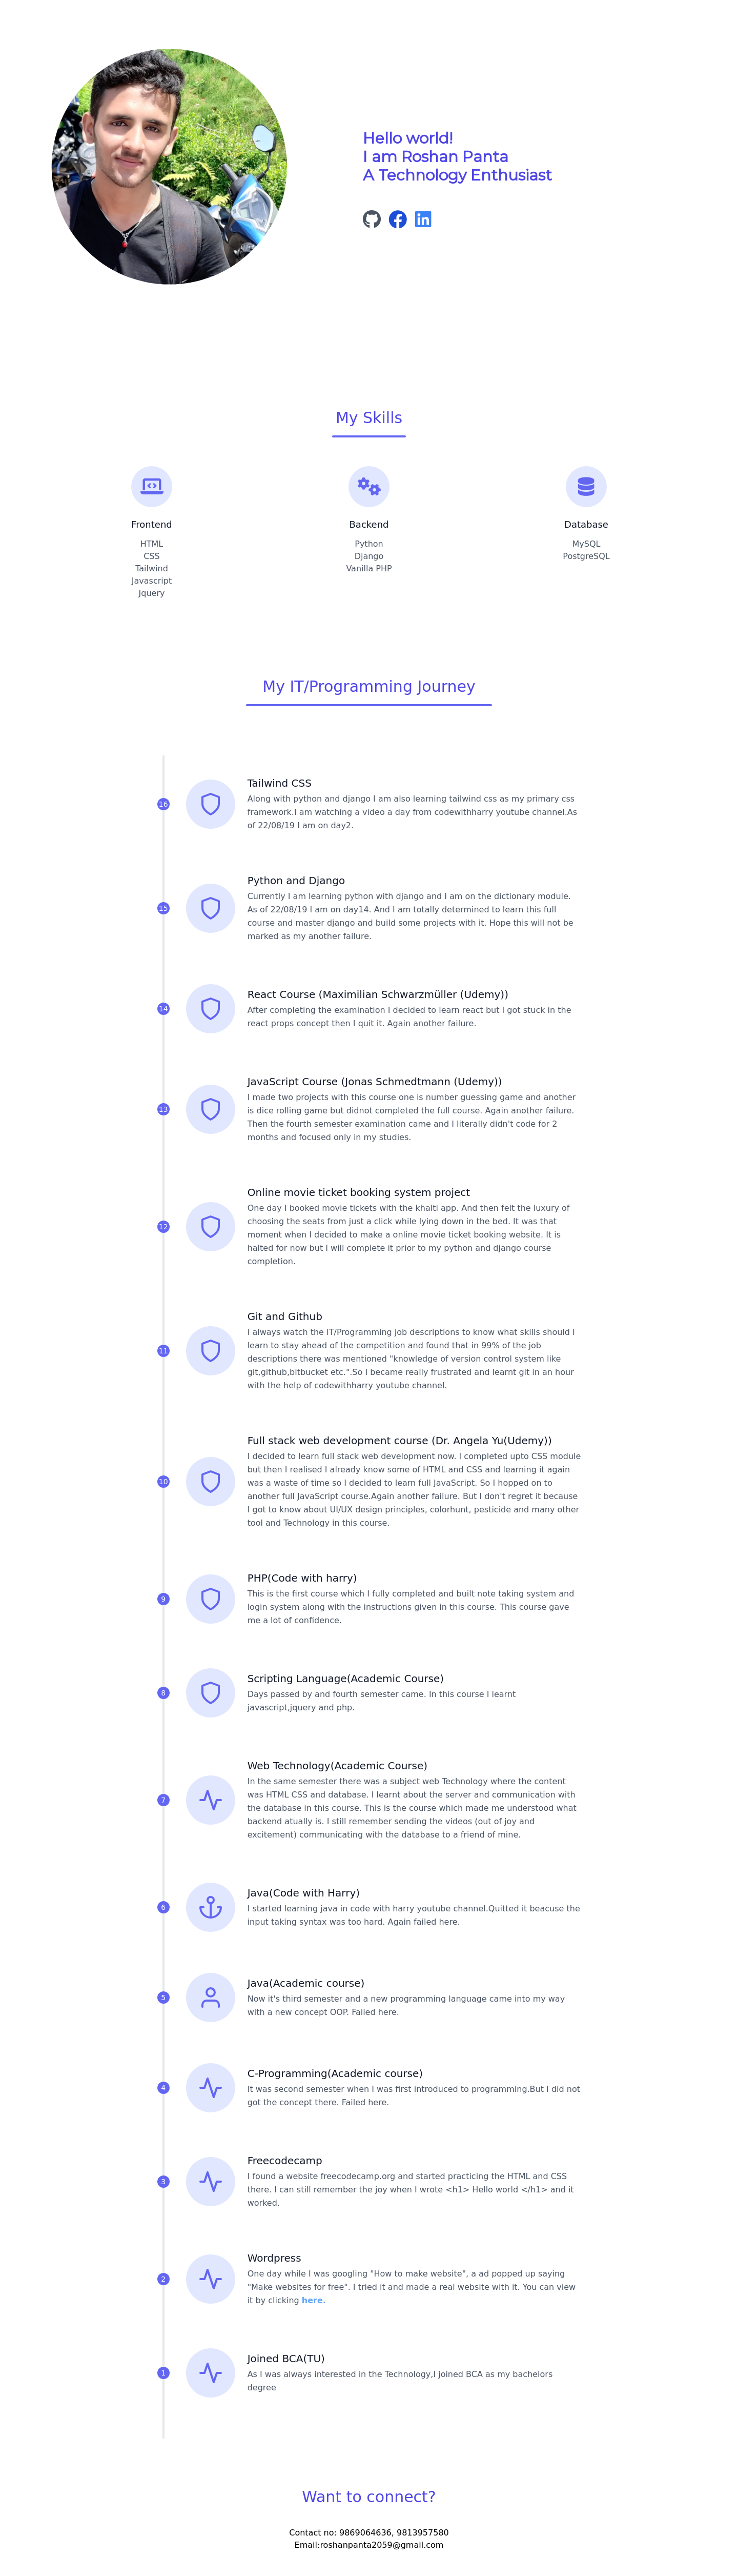 Hello world!
I am Roshan Panta
A Technology Enthusiast
My Skills
Frontend
HTML
CSS
Tailwind
Javascript
Jquery
Backend
Python
Django
Vanilla PHP
Database
MySQL
PostgreSQL
My IT/Programming Journey
16
Tailwind CSS
Along with python and django I am also learning tailwind css as my primary css
framework.I am watching a video a day from codewithharry youtube channel.As
of 22/08/19 I am on day2.
15
Python and Django
Currently I am learning python with django and I am on the dictionary module.
As of 22/08/19 I am on day14. And I am totally determined to learn this full
course and master django and build some projects with it. Hope this will not be
marked as my another failure.
14
React Course (Maximilian Schwarzmüller (Udemy))
After completing the examination I decided to learn react but I got stuck in the
react props concept then I quit it. Again another failure.
13
JavaScript Course (Jonas Schmedtmann (Udemy))
I made two projects with this course one is number guessing game and another
is dice rolling game but didnot completed the full course. Again another failure.
Then the fourth semester examination came and I literally didn't code for 2
months and focused only in my studies.
12
Online movie ticket booking system project
One day I booked movie tickets with the khalti app. And then felt the luxury of
choosing the seats from just a click while lying down in the bed. It was that
moment when I decided to make a online movie ticket booking website. It is
halted for now but I will complete it prior to my python and django course
completion.
11
Git and Github
I always watch the IT/Programming job descriptions to know what skills should I
learn to stay ahead of the competition and found that in 99% of the job
descriptions there was mentioned "knowledge of version control system like
git,github,bitbucket etc.".So I became really frustrated and learnt git in an hour
with the help of codewithharry youtube channel.
10
Full stack web development course (Dr. Angela Yu(Udemy))
I decided to learn full stack web development now. I completed upto CSS module
but then I realised I already know some of HTML and CSS and learning it again
was a waste of time so I decided to learn full JavaScript. So I hopped on to
another full JavaScript course.Again another failure. But I don't regret it because
I got to know about UI/UX design principles, colorhunt, pesticide and many other
tool and Technology in this course.
9
PHP(Code with harry)
This is the first course which I fully completed and built note taking system and
login system along with the instructions given in this course. This course gave
me a lot of confidence.
8
Scripting Language(Academic Course)
Days passed by and fourth semester came. In this course I learnt
javascript,jquery and php.
7
Web Technology(Academic Course)
In the same semester there was a subject web Technology where the content
was HTML CSS and database. I learnt about the server and communication with
the database in this course. This is the course which made me understood what
backend atually is. I still remember sending the videos (out of joy and
excitement) communicating with the database to a friend of mine.
6
Java(Code with Harry)
I started learning java in code with harry youtube channel.Quitted it beacuse the
input taking syntax was too hard. Again failed here.
5
Java(Academic course)
Now it's third semester and a new programming language came into my way
with a new concept OOP. Failed here.
4
C-Programming(Academic course)
It was second semester when I was first introduced to programming.But I did not
got the concept there. Failed here.
3
Freecodecamp
I found a website freecodecamp.org and started practicing the HTML and CSS
there. I can still remember the joy when I wrote <h1> Hello world </h1> and it
worked.
2
Wordpress
One day while I was googling "How to make website", a ad popped up saying
"Make websites for free". I tried it and made a real website with it. You can view
it by clicking here.
1
Joined BCA(TU)
As I was always interested in the Technology,I joined BCA as my bachelors
degree
Want to connect?
Contact no: 9869064636, 9813957580
Email:roshanpanta2059@gmail.com